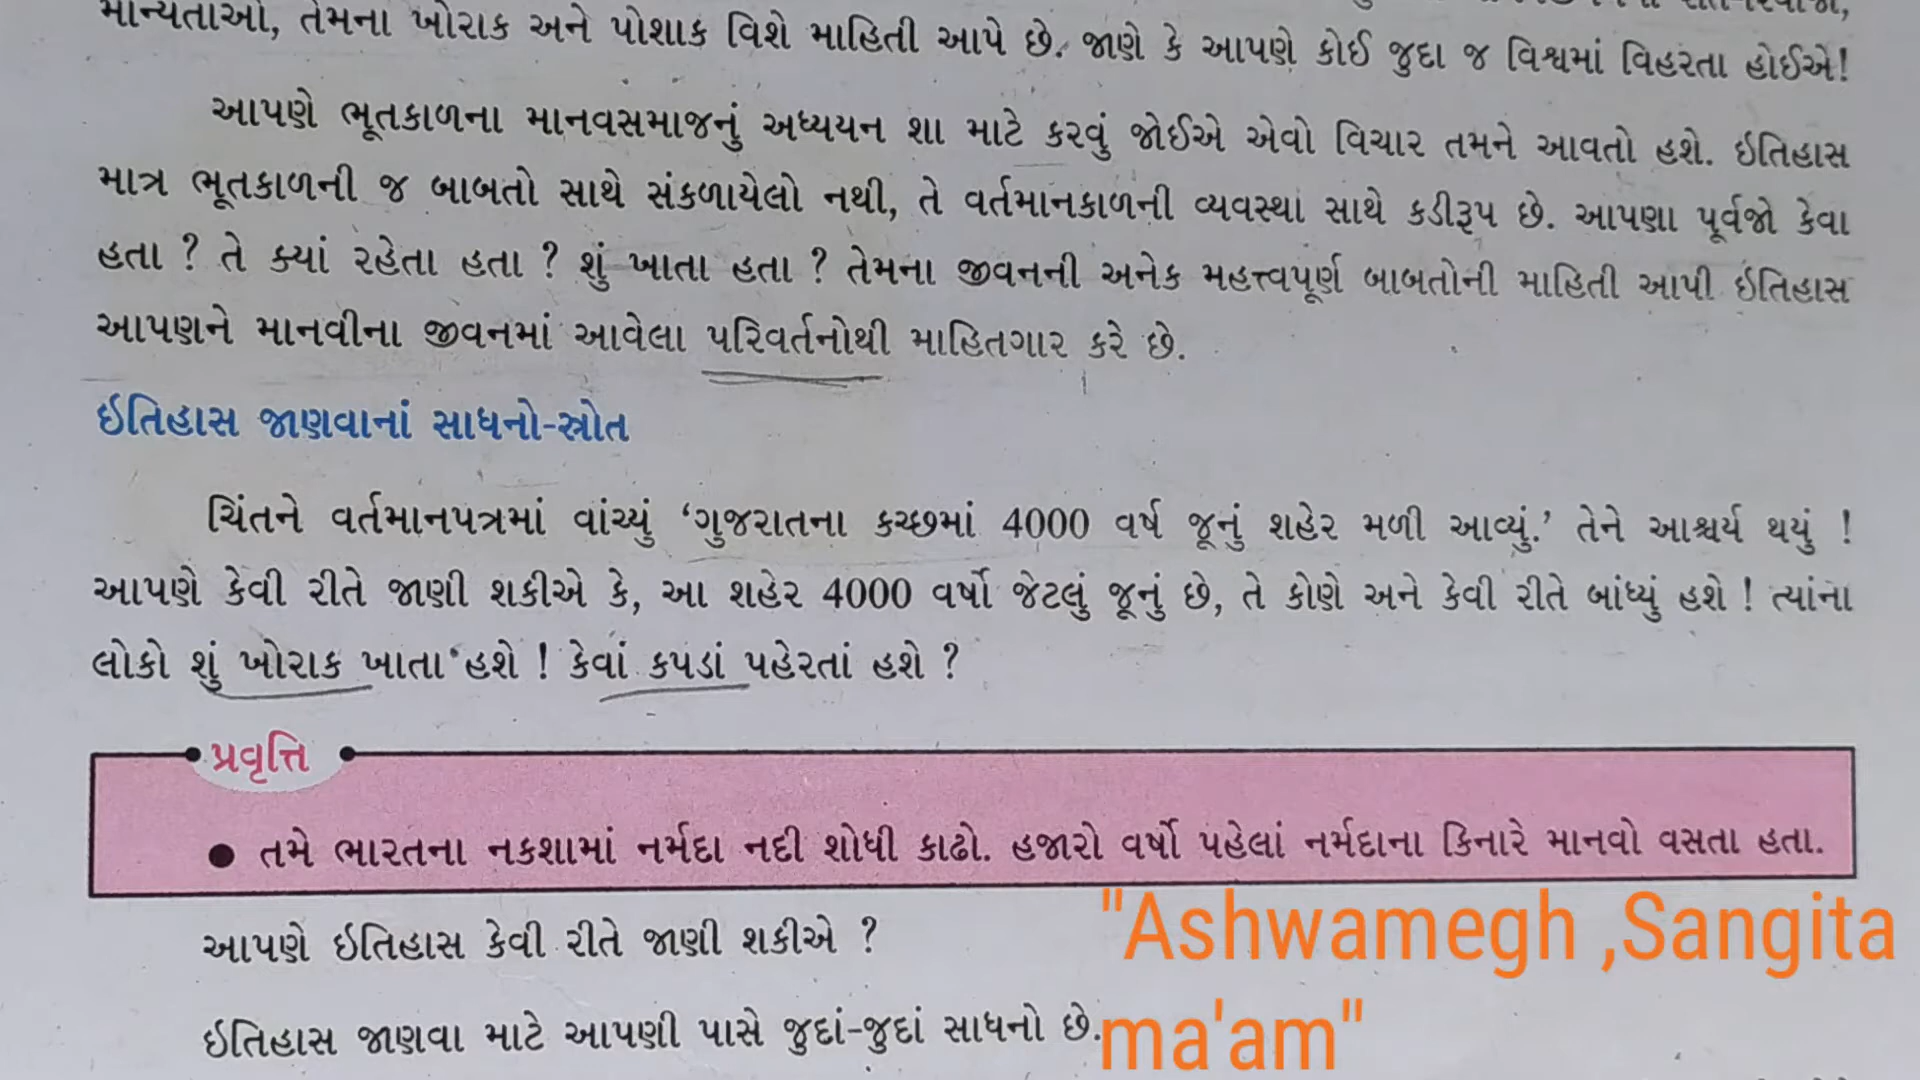 માન્યતાઓ, તેમના ખોરાક અને પોશાક વિશે માહિતી આપે છે. જાણે કે આપણે કોઈ જુદા જ વિશ્વમાં વિહરતા હોઈએ!
આપણે ભૂતકાળના માનવસમાજનું અધ્યયન શા માટે કરવું જોઈએ એવો વિચાર તમને આવતો હશે. ઇતિહાસ
માત્ર ભૂતકાળની જ બાબતો સાથે સંકળાયેલો નથી, તે વર્તમાનકાળની વ્યવસ્થા સાથે કડીરૂપ છે. આપણા પૂર્વજો કેવા
હતા ? તે ક્યાં રહેતા હતા ? શું ખાતા હતા ? તેમના જીવનની અનેક મહત્ત્વપૂર્ણ બાબતોની માહિતી આપી ઇતિહાસ
આપણને માનવીના જીવનમાં આવેલા પરિવર્તનોથી માહિતગાર કરે છે.
ઇતિહાસ જાણવાનાં સાધનો-સ્રોત
ચિંતને વર્તમાનપત્રમાં વાંચ્યું ‘ગુજરાતના કચ્છમાં 4000 વર્ષ જૂનું શહેર મળી આવ્યું.’ તેને આશ્ચર્ય થયું !
આપણે કેવી રીતે જાણી શકીએ કે, આ શહેર 4000 વર્ષો જેટલું જૂનું છે, તે કોણે અને કેવી રીતે બાંધ્યું હશે ! ત્યાંના
લોકો શું ખોરાક ખાતા હશે ! કેવાં કપડાં પહેરતાં હશે ?
પ્રવૃત્તિ
● તમે ભારતના નકશામાં નર્મદા નદી શોધી કાઢો. હજારો વર્ષો પહેલાં નર્મદાના કિનારે માનવો વસતા હતા.
આપણે ઇતિહાસ કેવી રીતે જાણી શકીએ ?
ઇતિહાસ જાણવા માટે આપણી પાસે જુદાં-જુદાં સાધનો છે.
"Ashwamegh ,Sangita
ma'am"